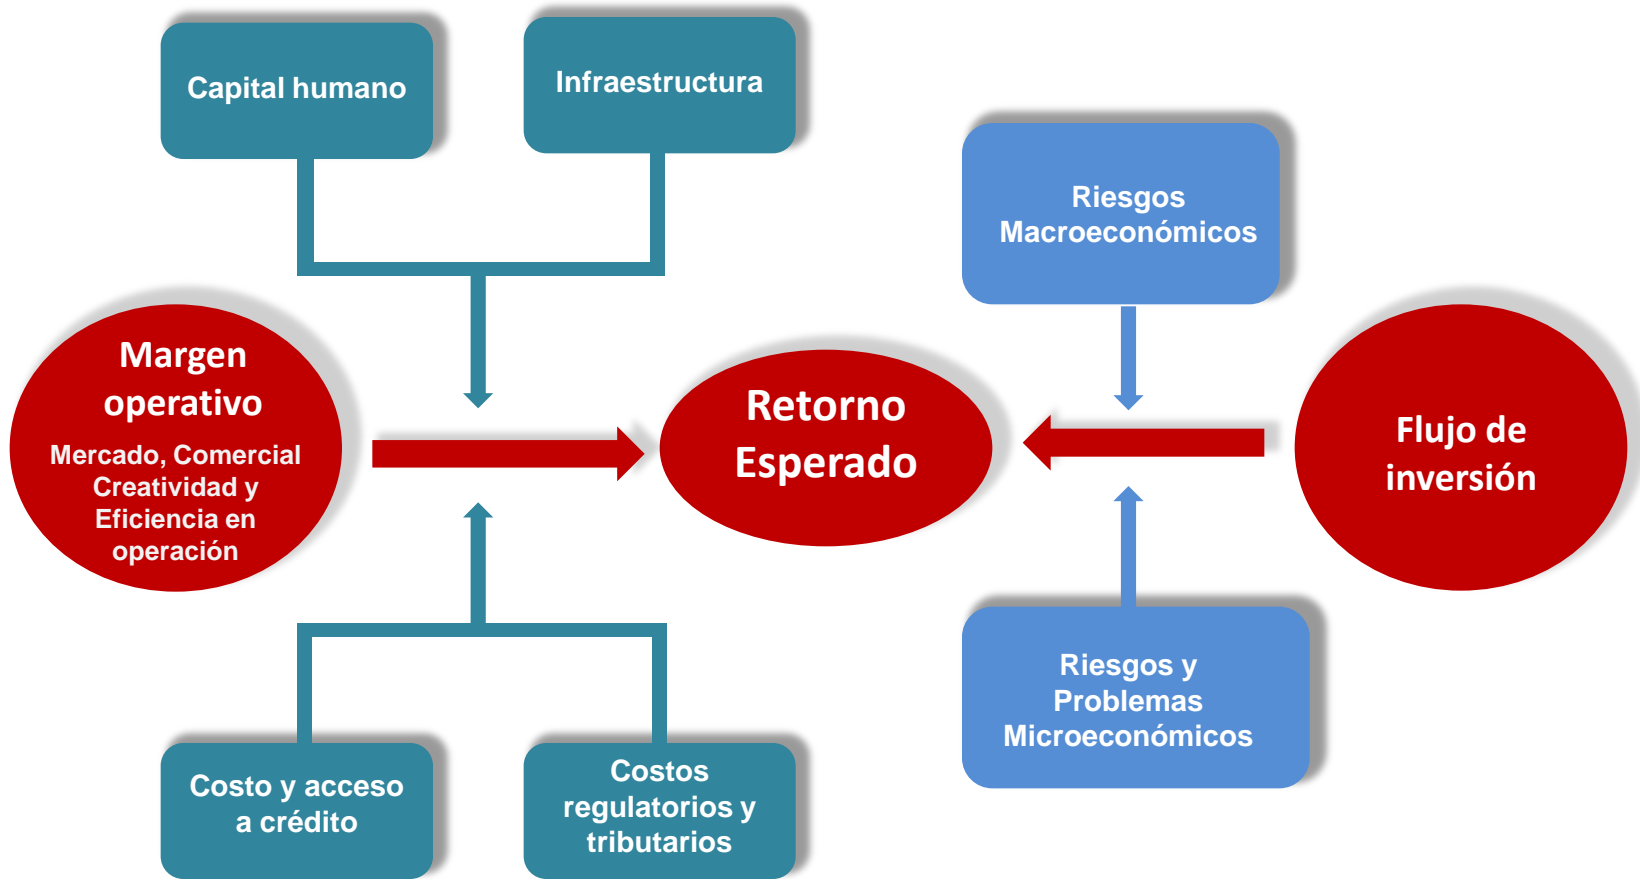 Capital humano
Infraestructura
Riesgos
Macroeconómicos
Margen
operativo
Mercado, Comercial
Creatividad y
Eficiencia en
operación
Retorno
Esperado
Flujo de
inversión
Costo y acceso
a crédito
Costos
regulatorios y
tributarios
Riesgos y
Problemas
Microeconómicos